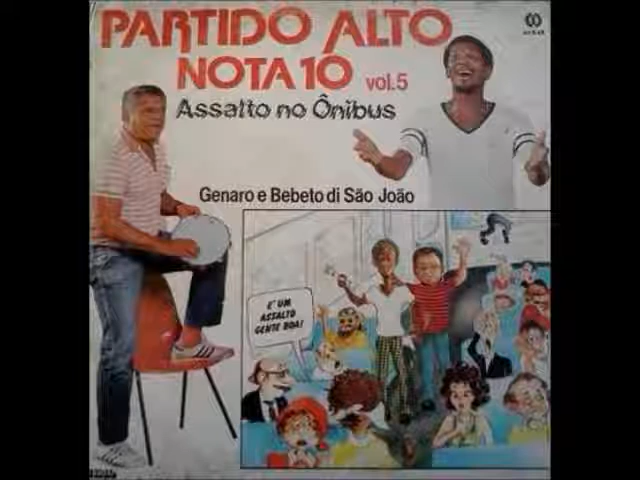 PARTIDO ALTO
NOTA 10 vol.5
Assalto no Ônibus
Genaro e Bebeto di São João
E' UM
ASSALTO
GENTE BOA!